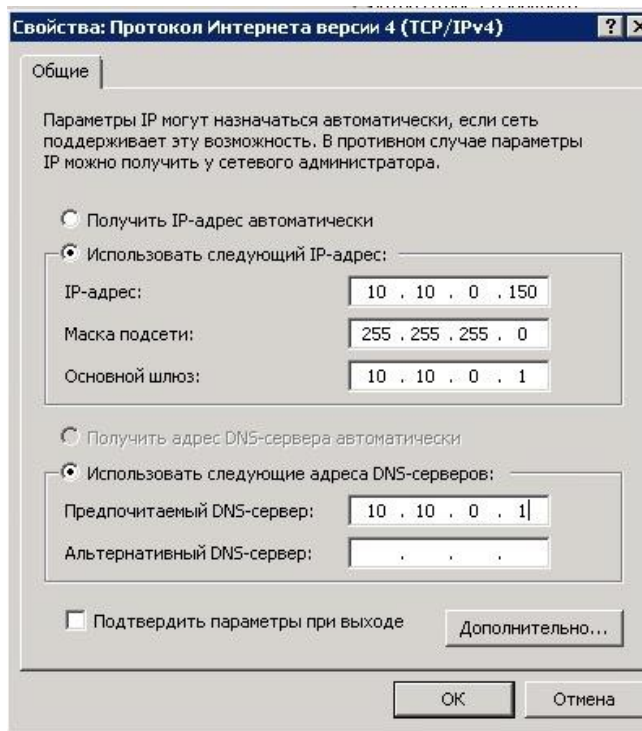 Свойства: Протокол Интернета версии 4 (TCP/IPv4)
Общие
Параметры IP могут назначаться автоматически, если сеть
поддерживает эту возможность. В противном случае параметры
IP можно получить у сетевого администратора.
Получить IP-адрес автоматически
Использовать следующий IP-адрес:
IP-адрес: 10 . 10 . 0 . 150
Маска подсети: 255 . 255 . 255 . 0
Основной шлюз: 10 . 10 . 0 . 1
Получить адрес DNS-сервера автоматически
Использовать следующие адреса DNS-серверов:
Предпочитаемый DNS-сервер: 10 . 10 . 0 . 1
Альтернативный DNS-сервер: . . .
Подтвердить параметры при выходе Дополнительно...
OK Отмена